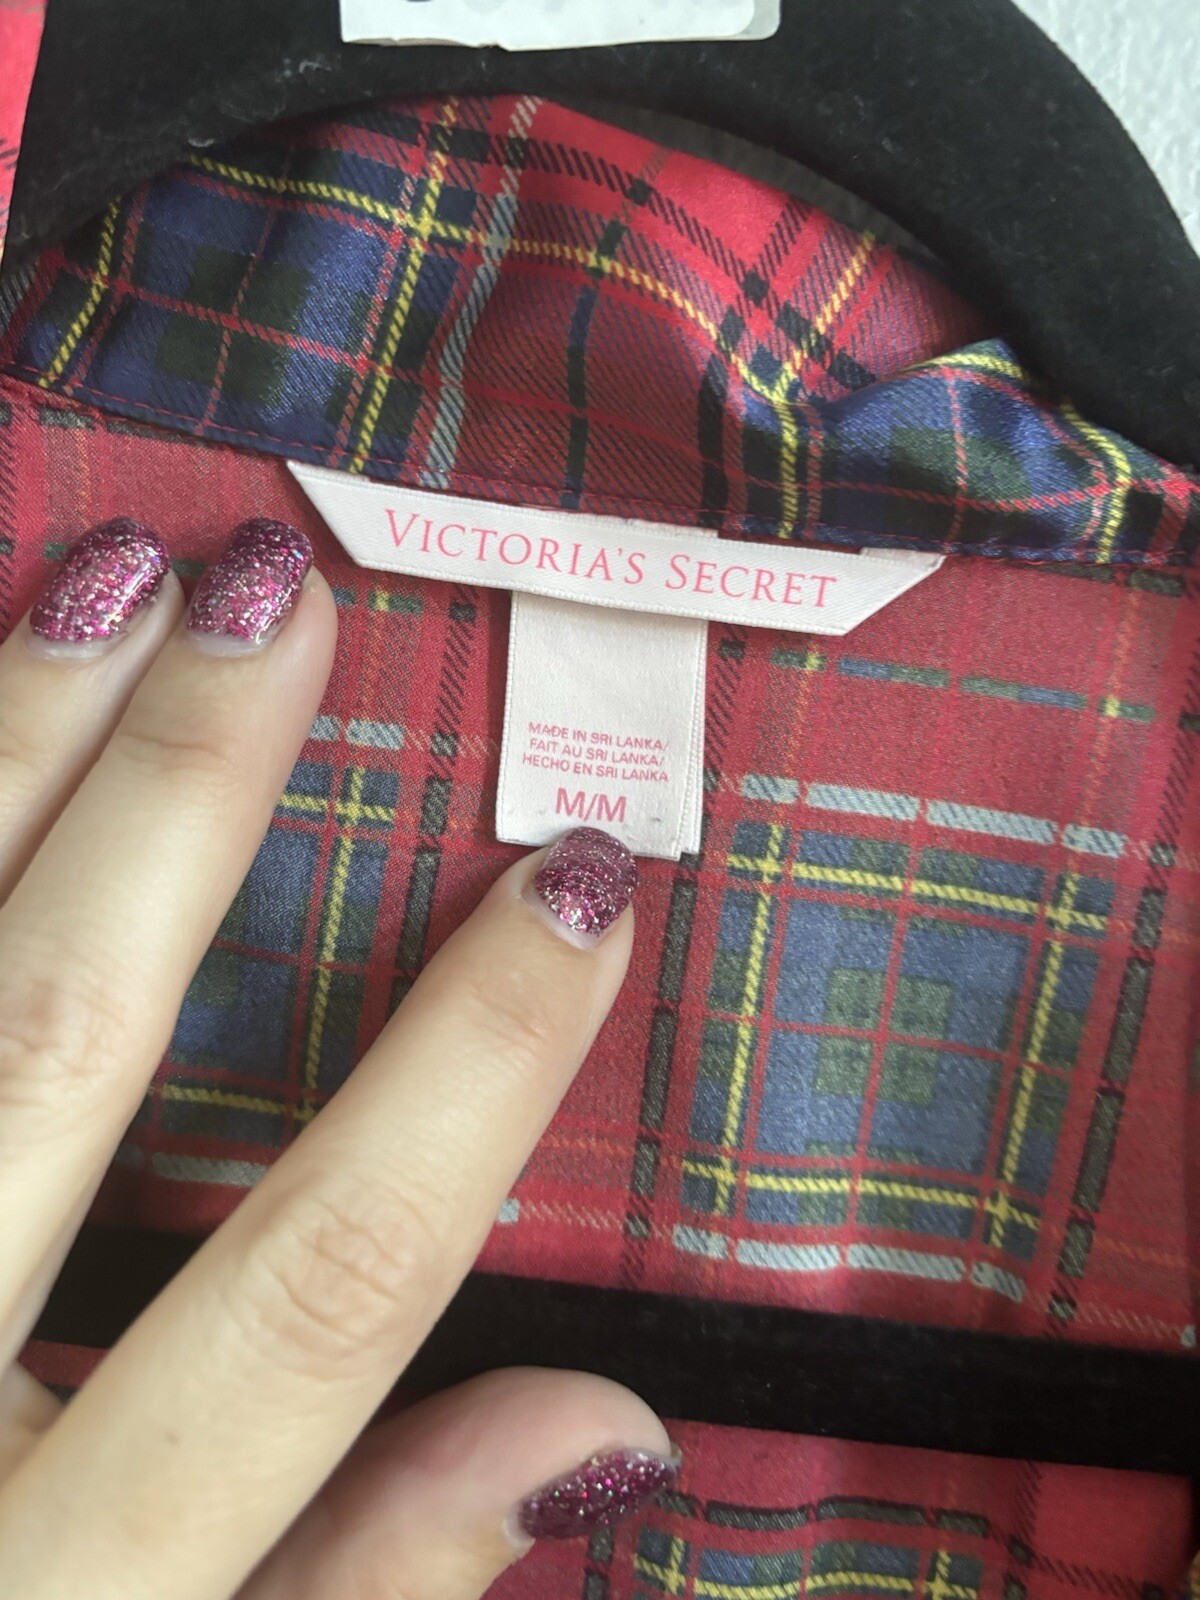 VICTORIA'S SECRET
MADE IN SRI LANKA/
FAIT AU SRI LANKA/
HECHO EN SRI LANKA
M/M